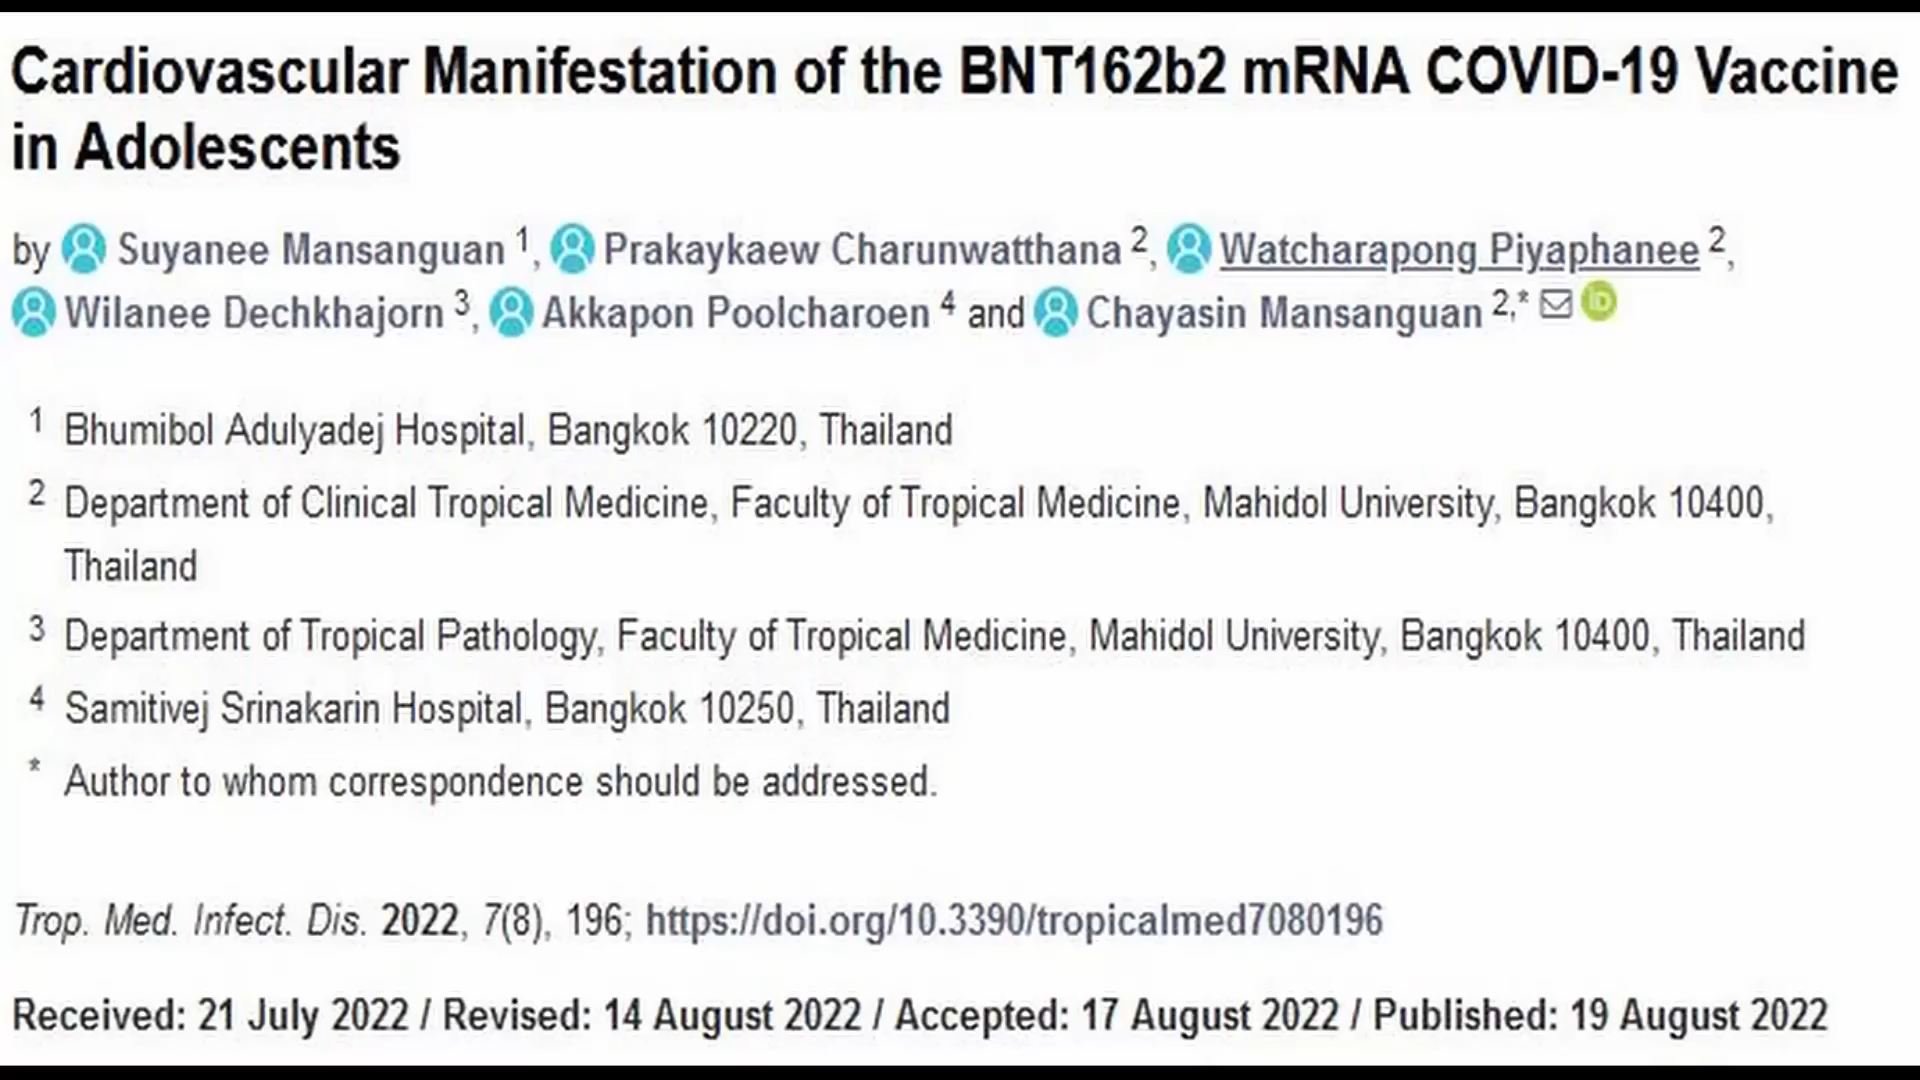 Cardiovascular Manifestation of the BNT162b2 mRNA COVID-19 Vaccine
in Adolescents
by Suyanee Mansanguan 1, Prakaykaew Charunwatthana 2, Watcharapong Piyaphanee 2,
Wilanee Dechkhajorn 3, Akkapon Poolcharoen 4 and Chayasin Mansanguan 2,* iD
1 Bhumibol Adulyadej Hospital, Bangkok 10220, Thailand
2 Department of Clinical Tropical Medicine, Faculty of Tropical Medicine, Mahidol University, Bangkok 10400,
Thailand
3 Department of Tropical Pathology, Faculty of Tropical Medicine, Mahidol University, Bangkok 10400, Thailand
4 Samitivej Srinakarin Hospital, Bangkok 10250, Thailand
* Author to whom correspondence should be addressed.
Trop. Med. Infect. Dis. 2022, 7(8), 196; https://doi.org/10.3390/tropicalmed7080196
Received: 21 July 2022 / Revised: 14 August 2022 / Accepted: 17 August 2022 / Published: 19 August 2022